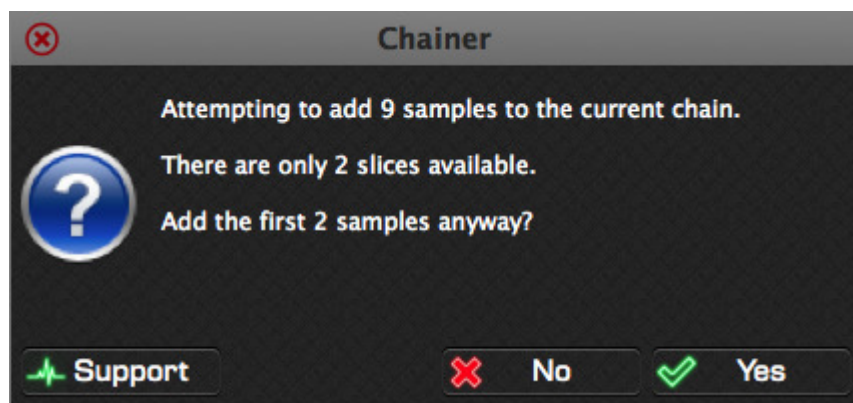 Chainer
Attempting to add 9 samples to the current chain.
There are only 2 slices available.
Add the first 2 samples anyway?
Support
No
Yes